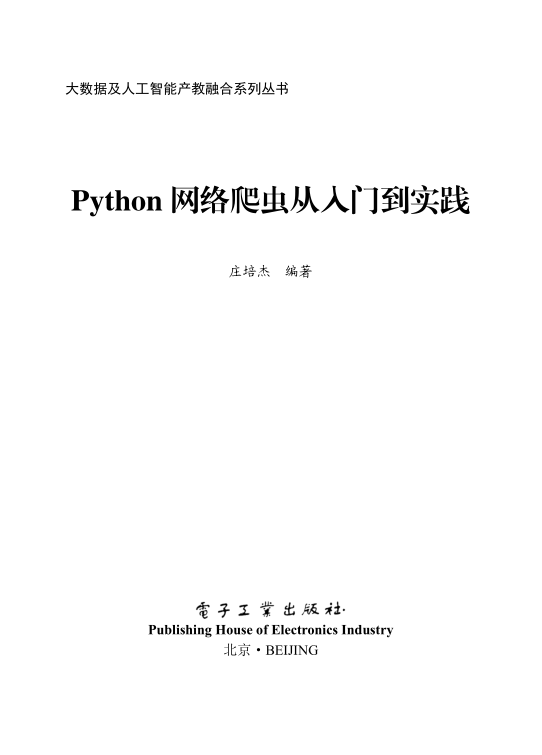 大数据及人工智能产教融合系列丛书
Python 网络爬虫从入门到实践
庄培杰　编著
電子工業出版社·
Publishing House of Electronics Industry
北京·BEIJING